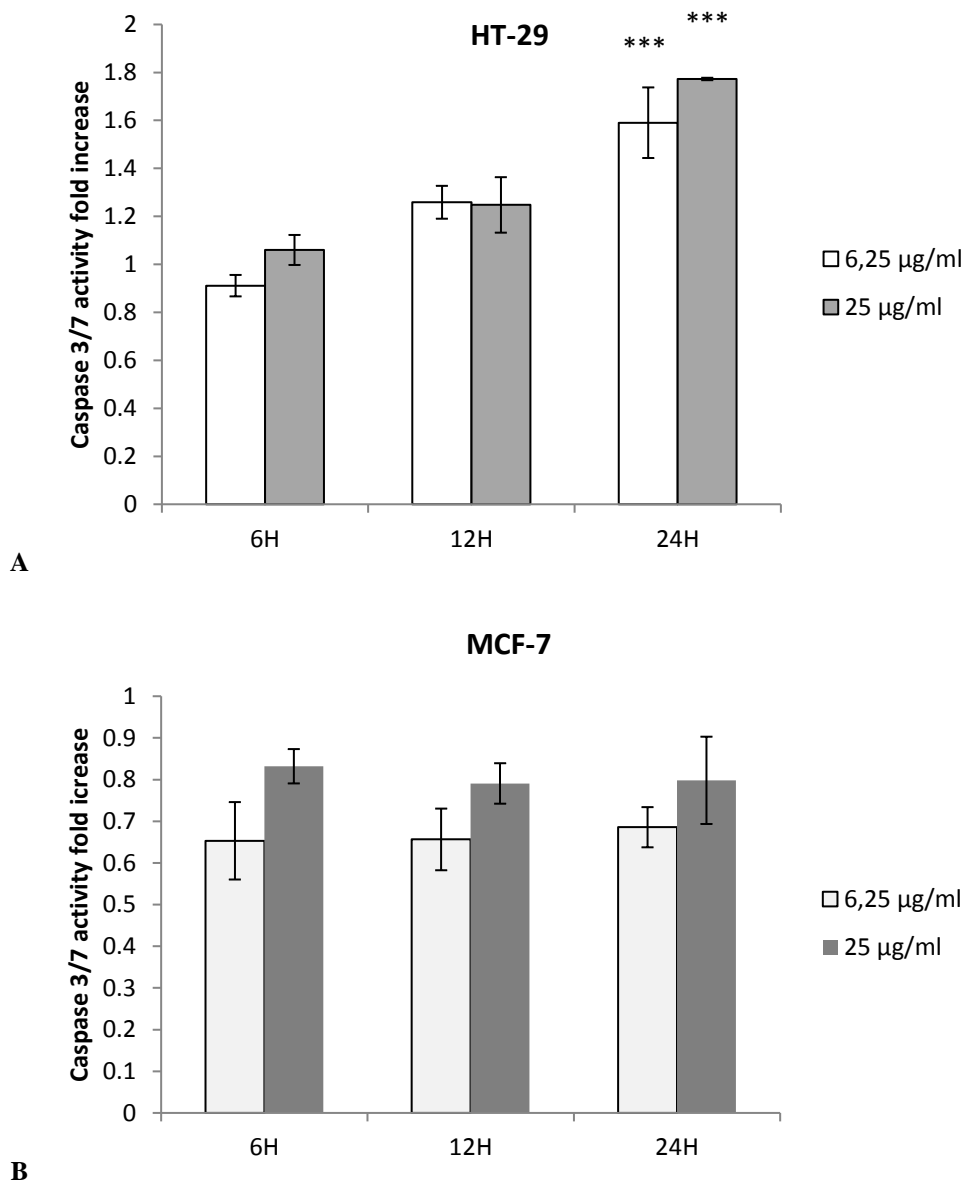 HT-29
*** ***
Caspase 3/7 activity fold increase
2
1.8
1.6
1.4
1.2
1
0.8
0.6
0.4
0.2
0
6H 12H 24H
6,25 µg/ml
25 µg/ml
A
MCF-7
Caspase 3/7 activity fold icrease
1
0.9
0.8
0.7
0.6
0.5
0.4
0.3
0.2
0.1
0
6H 12H 24H
6,25 µg/ml
25 µg/ml
B